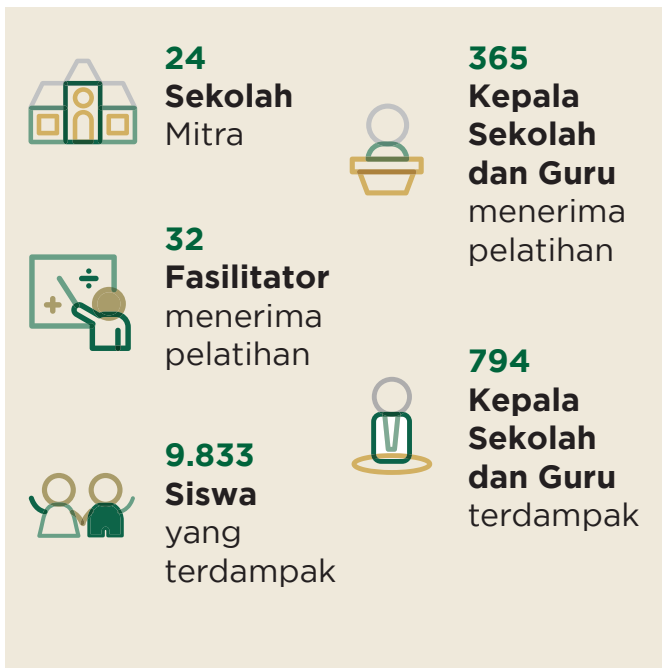 24
Sekolah
Mitra
32
Fasilitator
menerima
pelatihan
9.833
Siswa
yang
terdampak
365
Kepala
Sekolah
dan Guru
menerima
pelatihan
794
Kepala
Sekolah
dan Guru
terdampak